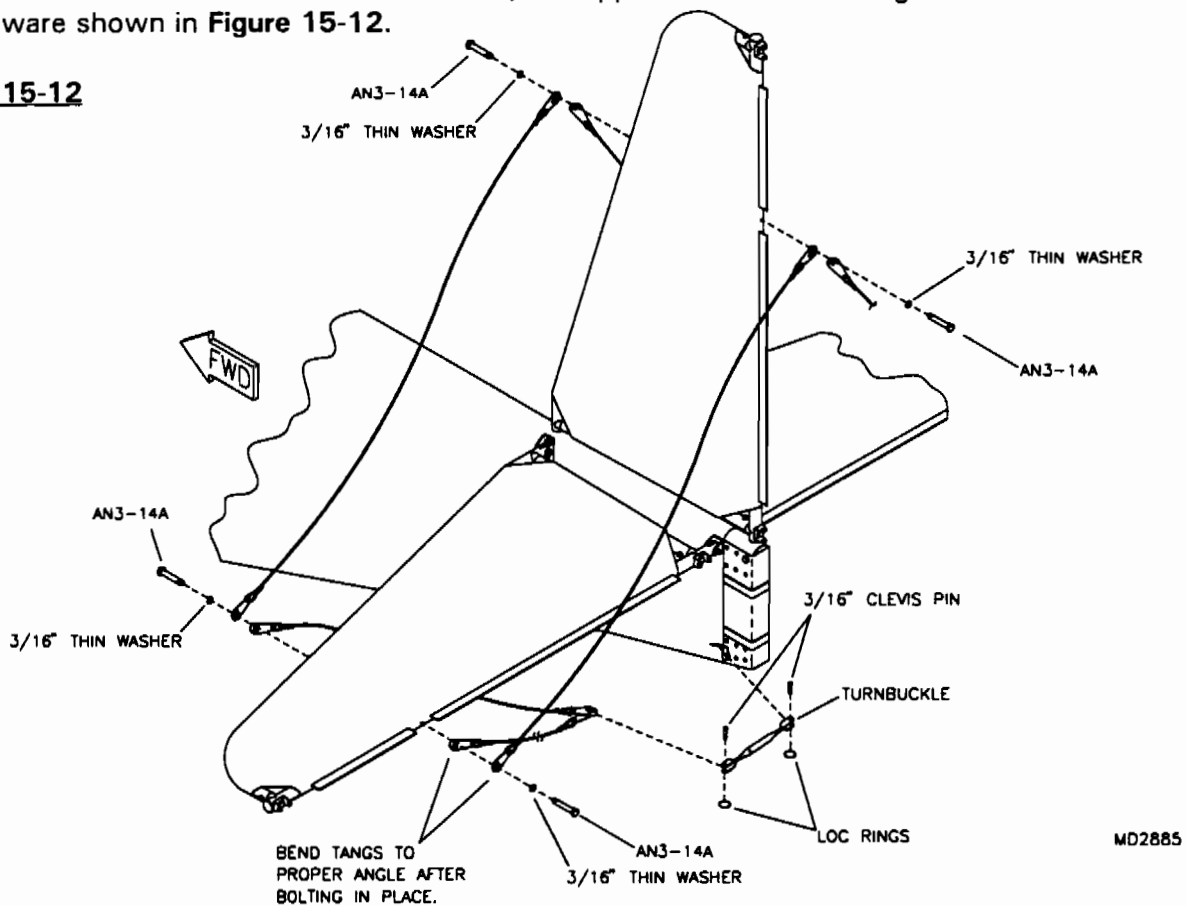 ware shown in Figure 15-12.
15-12
AN3-14A
3/16" THIN WASHER
3/16" THIN WASHER
AN3-14A
FWD
AN3-14A
3/16" THIN WASHER
3/16" CLEVIS PIN
TURNBUCKLE
LOC RINGS
BEND TANGS TO
PROPER ANGLE AFTER
BOLTING IN PLACE.
AN3-14A
3/16" THIN WASHER
MD2885